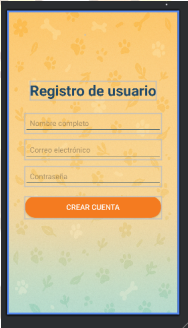 Registro de usuario
Nombre completo
Correo electrónico
Contraseña
CREAR CUENTA